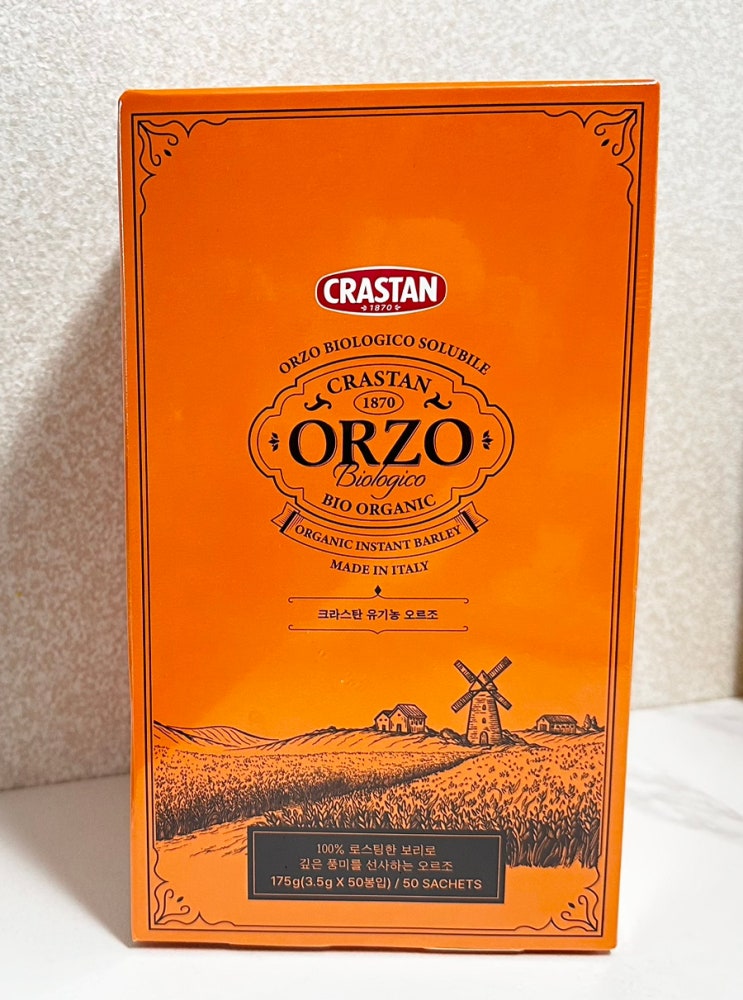 CRASTAN
1870
ORZO BIOLOGICO SOLUBILE
CRASTAN
1870
ORZO
Biologico
BIO ORGANIC
ORGANIC INSTANT BARLEY
MADE IN ITALY
크라스탄 유기농 오르조
100% 로스팅한 보리로
깊은 풍미를 선사하는 오르조
175g(3.5g X 50봉입) / 50 SACHETS